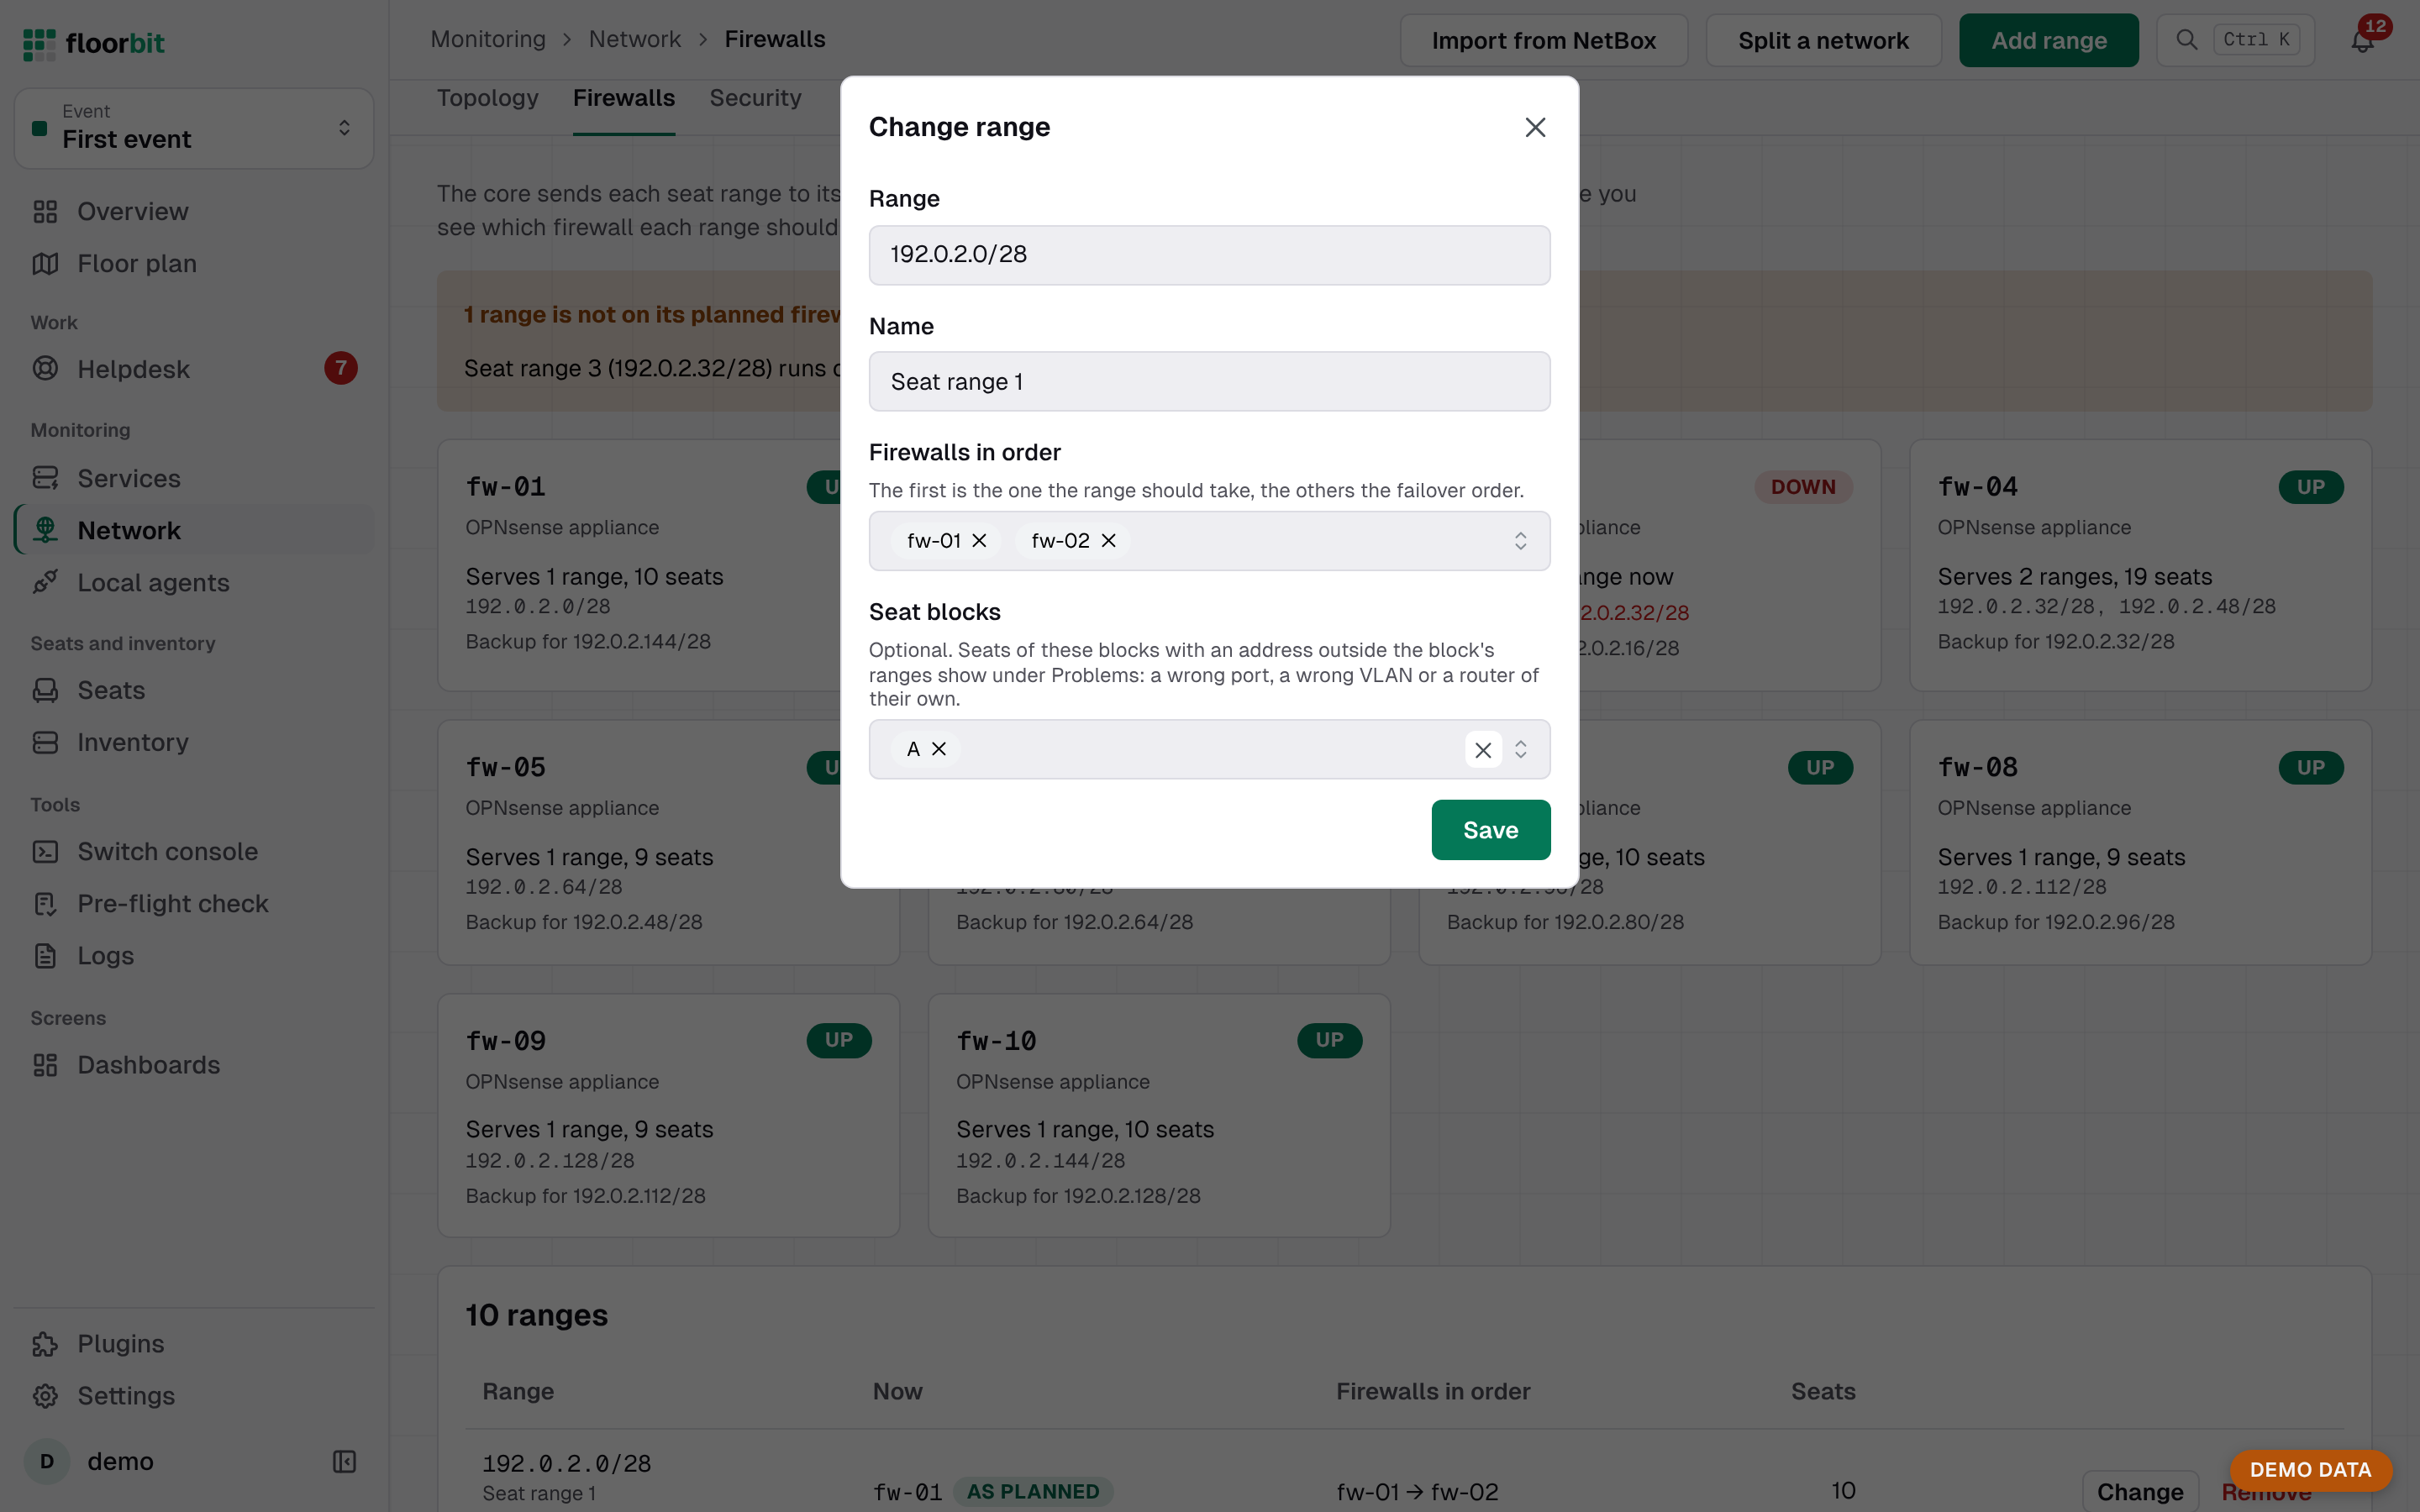 floorbit
Monitoring > Network > Firewalls
Import from NetBox
Split a network
Add range
Ctrl K
12
Event
First event
Topology
Firewalls
Security
Overview
Floor plan
Work
Helpdesk
7
Monitoring
Services
Network
Local agents
Seats and inventory
Seats
Inventory
Tools
Switch console
Pre-flight check
Logs
Screens
Dashboards
Plugins
Settings
D
demo
The core sends each seat range to its
e you
see which firewall each range should
1 range is not on its planned
Seat range 3 (192.0.2.32/28) runs
Change range
Range
192.0.2.0/28
Name
Seat range 1
Firewalls in order
The first is the one the range should take, the others the failover order.
fw-01
fw-02
Seat blocks
Optional. Seats of these blocks with an address outside the block's
ranges show under Problems: a wrong port, a wrong VLAN or a router of
their own.
A
Save
fw-01
OPNsense appliance
Serves 1 range, 10 seats
192.0.2.0/28
Backup for 192.0.2.144/28
DOWN
now
2.0.2.32/28
2.0.2.16/28
fw-04
UP
OPNsense appliance
Serves 2 ranges, 19 seats
192.0.2.32/28, 192.0.2.48/28
Backup for 192.0.2.32/28
fw-05
OPNsense appliance
Serves 1 range, 9 seats
192.0.2.64/28
Backup for 192.0.2.48/28
Backup for 192.0.2.64/28
UP
10 seats
Backup for 192.0.2.80/28
fw-08
UP
OPNsense appliance
Serves 1 range, 9 seats
192.0.2.112/28
Backup for 192.0.2.96/28
fw-09
UP
OPNsense appliance
Serves 1 range, 9 seats
192.0.2.128/28
Backup for 192.0.2.112/28
fw-10
UP
OPNsense appliance
Serves 1 range, 10 seats
192.0.2.144/28
Backup for 192.0.2.128/28
10 ranges
Range
Now
Firewalls in order
Seats
192.0.2.0/28
Seat range 1
fw-01
AS PLANNED
fw-01 → fw-02
10
Change
Remove
DEMO DATA